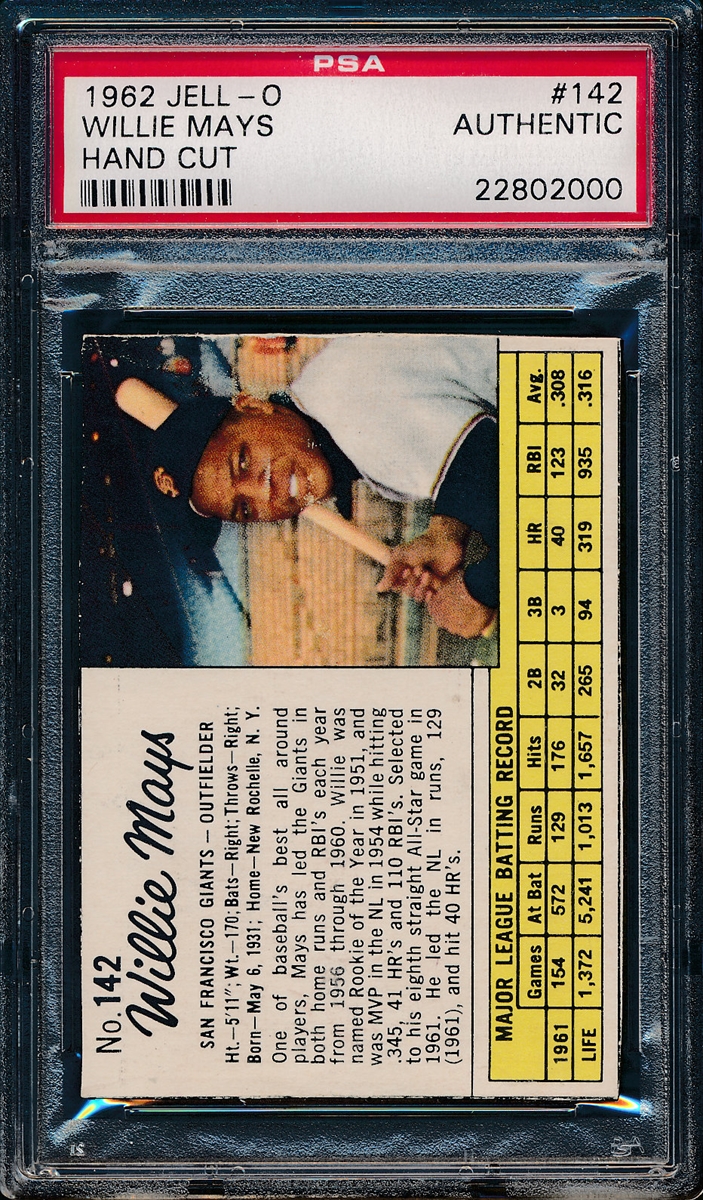 PSA
1962 JELL-O #142
WILLIE MAYS AUTHENTIC
HAND CUT
22802000
No. 142
Willie Mays
SAN FRANCISCO GIANTS — OUTFIELDER
Ht.—5'11"; Wt.—170; Bats—Right; Throws—Right;
Born—May 6, 1931; Home—New Rochelle, N. Y.
One of baseball's best all around
players, Mays has led the Giants in
both home runs and RBI's each year
from 1956 through 1960. Willie was
named Rookie of the Year in 1951, and
was MVP in the NL in 1954 while hitting
.345, 41 HR's and 110 RBI's. Selected
to his eighth straight All-Star game in
1961. He led the NL in runs, 129
(1961), and hit 40 HR's.
MAJOR LEAGUE BATTING RECORD
Games At Bat Runs Hits 2B 3B HR RBI Avg.
1961 154 572 129 176 32 3 40 123 .308
LIFE 1,372 5,241 1,013 1,657 265 94 319 935 .316
SF